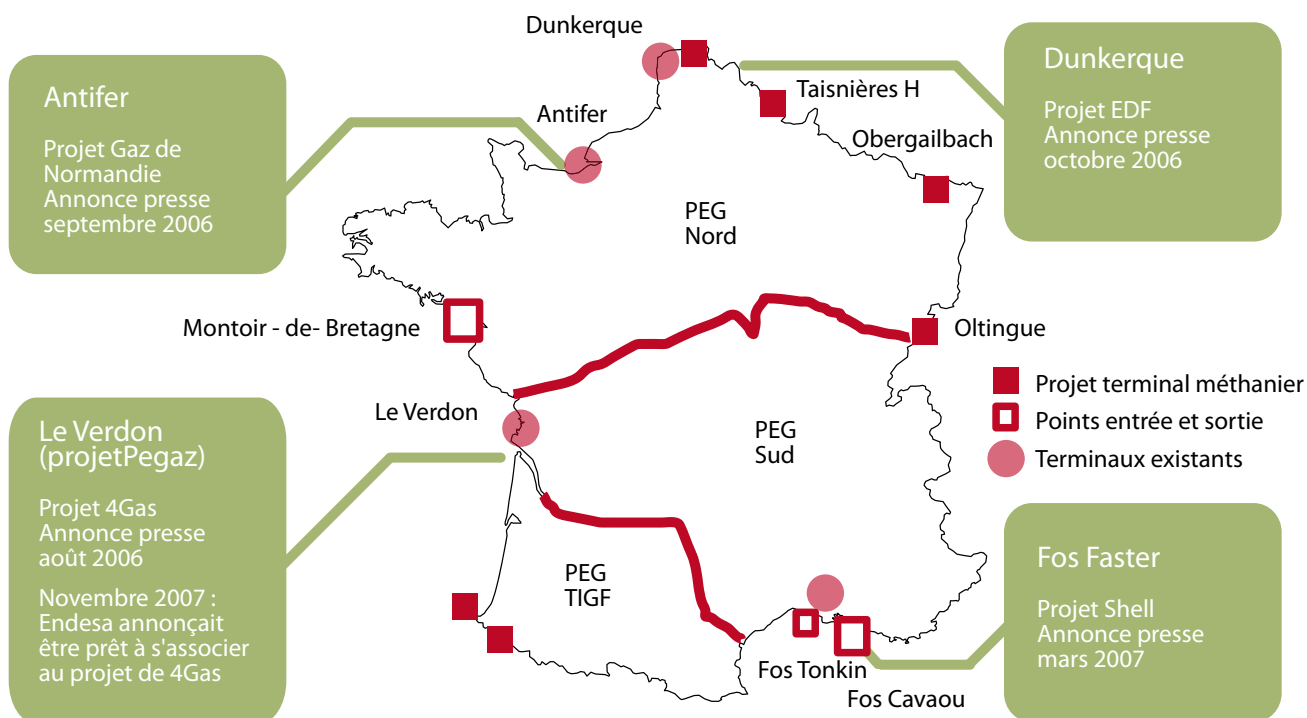 Dunkerque
Antifer
Projet Gaz de
Normandie
Annonce presse
septembre 2006
Antifer
Taisnières H
Obergailbach
Dunkerque
Projet EDF
Annonce presse
octobre 2006
PEG
Nord
Montoir - de- Bretagne
Oltingue
Projet terminal méthanier
Points entrée et sortie
Terminaux existants
Le Verdon
Le Verdon
(projetPegaz)
Projet 4Gas
Annonce presse
août 2006
Novembre 2007 :
Endesa annonçait
être prêt à s'associer
au projet de 4Gas
PEG
Sud
PEG
TIGF
Fos Tonkin
Fos Cavaou
Fos Faster
Projet Shell
Annonce presse
mars 2007